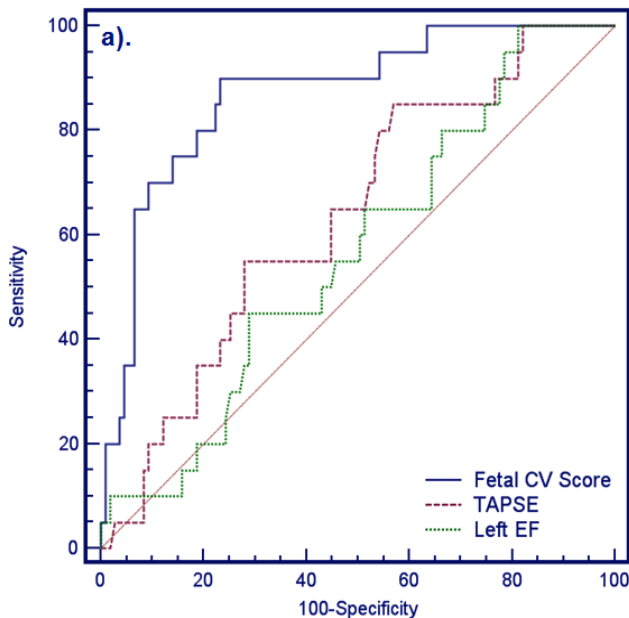 a).
100
80
60
40
20
0
Sensitivity
Fetal CV Score
TAPSE
Left EF
0 20 40 60 80 100
100-Specificity